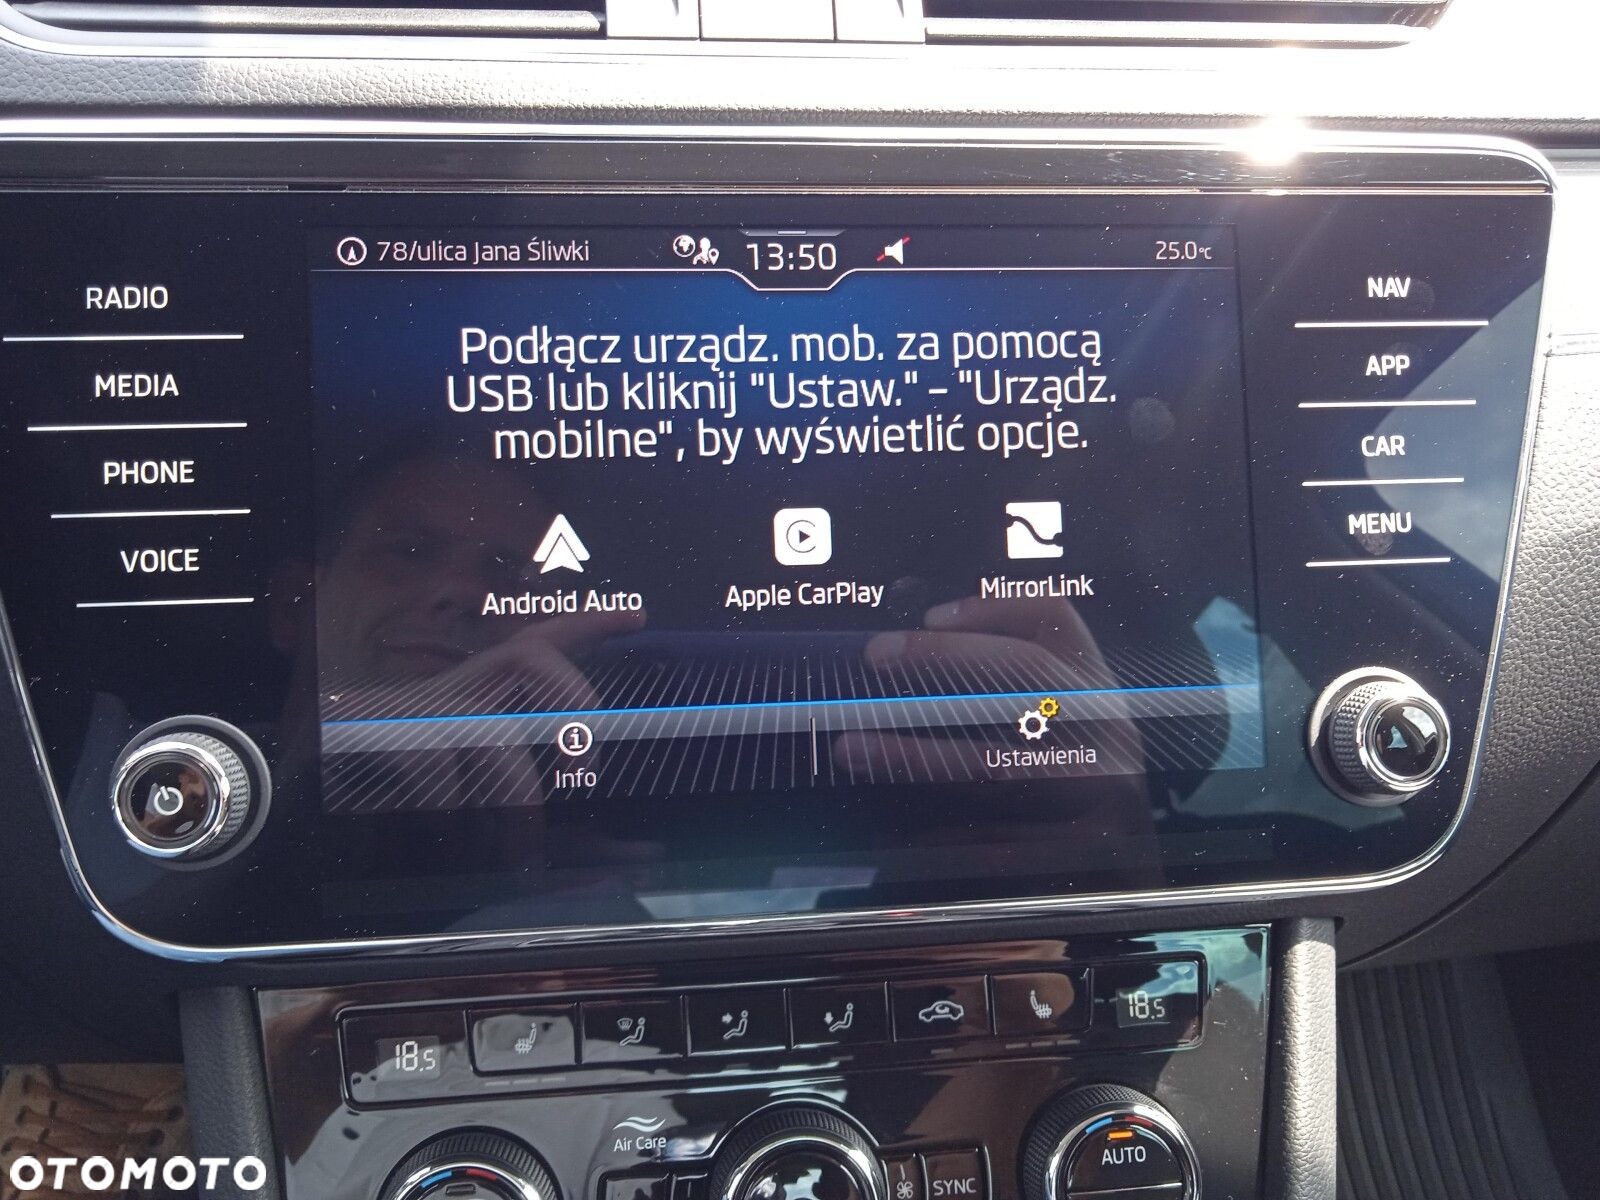 78/ulica Jana Śliwki
13:50
25.0°C
RADIO
MEDIA
PHONE
VOICE
Podłącz urządz. mob. za pomocą
USB lub kliknij "Ustaw." – "Urządz.
mobilne", by wyświetlić opcje.
Android Auto
Apple CarPlay
MirrorLink
Info
Ustawienia
NAV
APP
CAR
MENU
18.5
18.5
Air Care
SYNC
AUTO
OTOMOTO